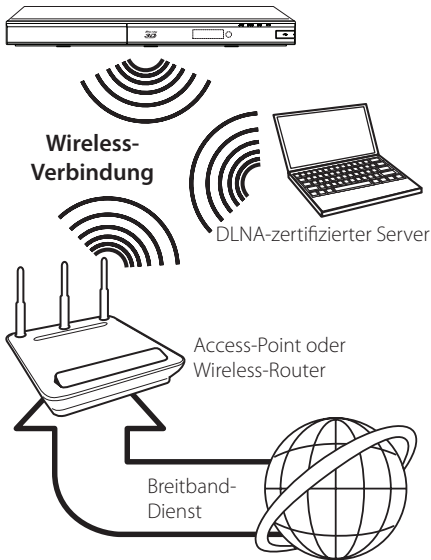 3D
Wireless-
Verbindung
DLNA-zertifizierter Server
Access-Point oder
Wireless-Router
Breitband-
Dienst